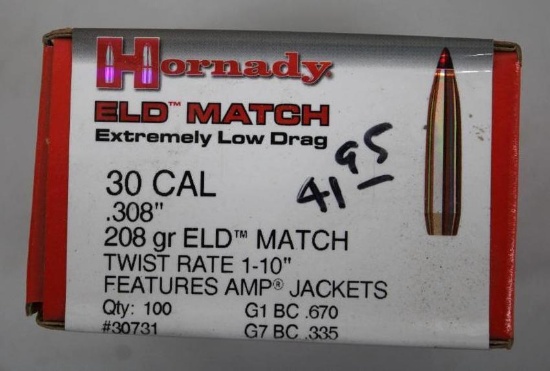 Hornady
ELD™ MATCH
Extremely Low Drag
41 95
30 CAL
.308"
208 gr ELD™ MATCH
TWIST RATE 1-10"
FEATURES AMP® JACKETS
Qty: 100 G1 BC .670
#30731 G7 BC .335